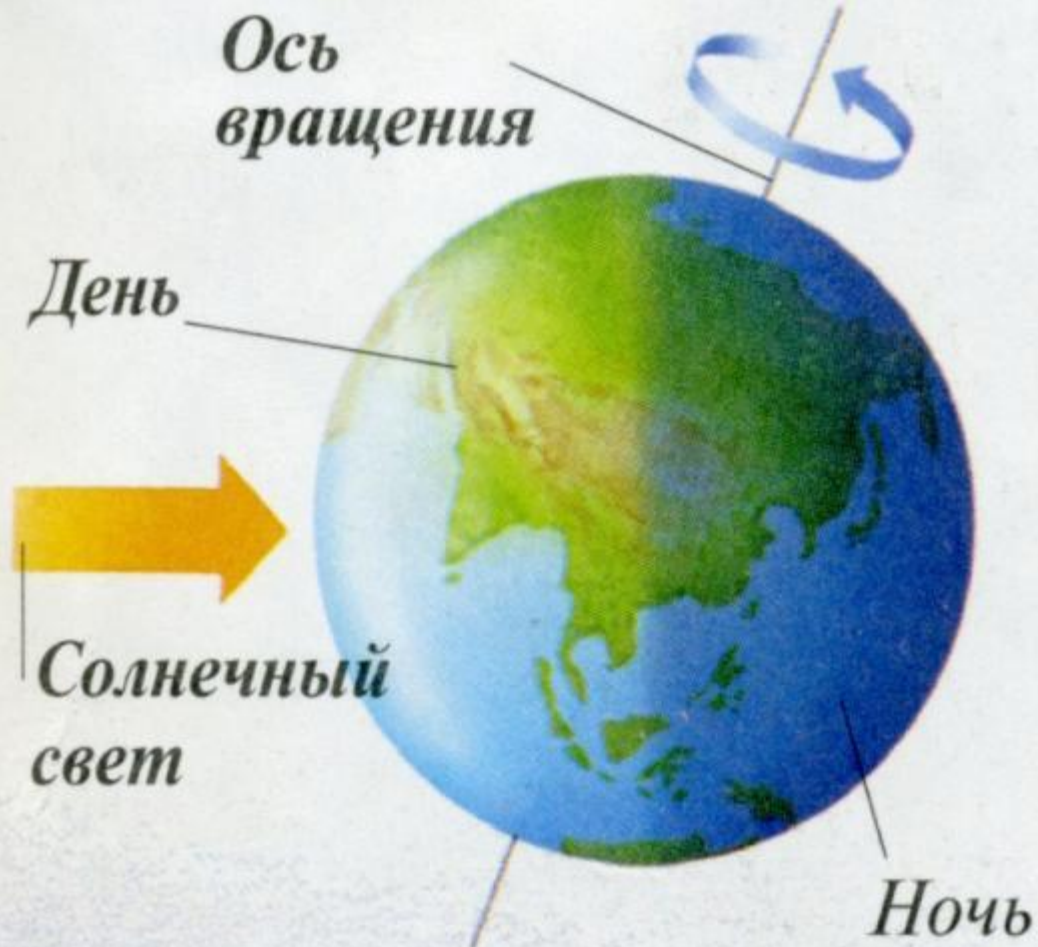 Ось
вращения
День
Солнечный
свет
Ночь